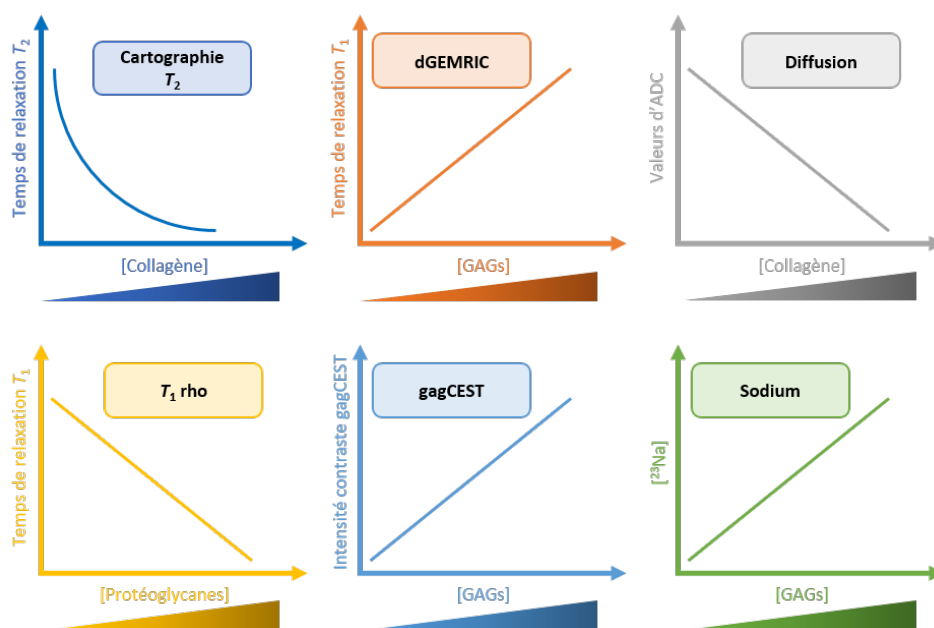 Temps de relaxation T₂
Cartographie
T₂
[Collagène]
Temps de relaxation T₁
dGEMRIC
[GAGs]
Valeurs d'ADC
Diffusion
[Collagène]
Temps de relaxation T₁
T₁ rho
[Protéoglycanes]
Intensité contraste gagCEST
gagCEST
[GAGs]
[²³Na]
Sodium
[GAGs]